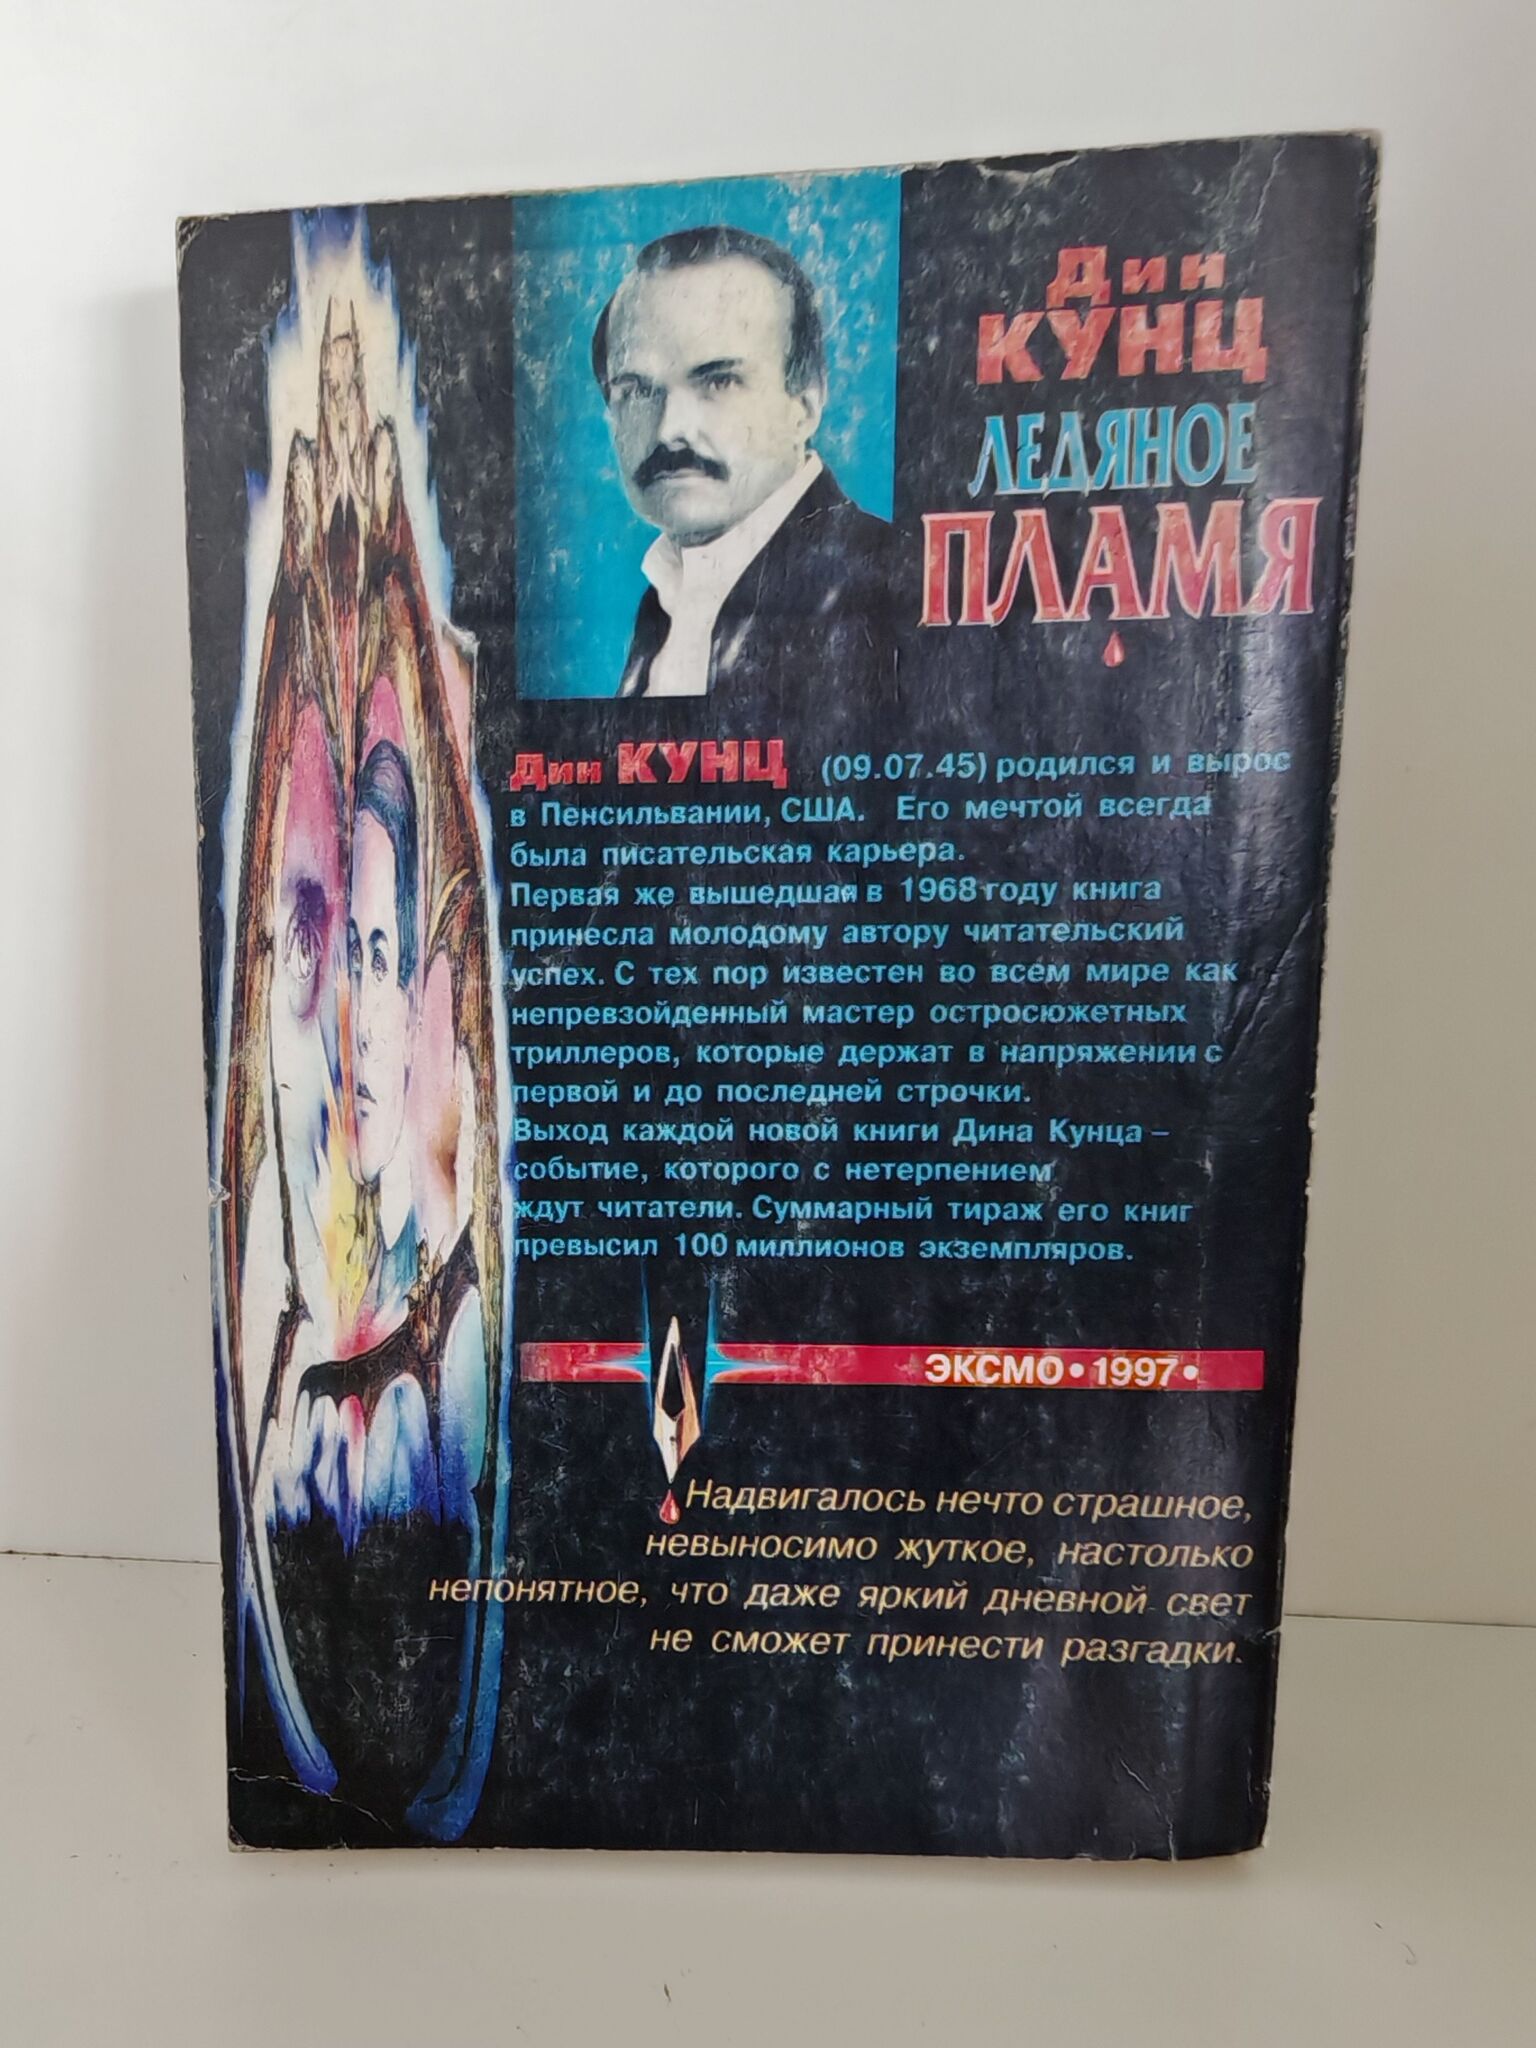 Дин
КУНЦ
ЛЕДЯНОЕ
ПЛАМЯ
Дин КУНЦ (09.07.45) родился и вырос
в Пенсильвании, США. Его мечтой всегда
была писательская карьера.
Первая же вышедшая в 1968 году книга
принесла молодому автору читательский
успех. С тех пор известен во всем мире как
непревзойденный мастер остросюжетных
триллеров, которые держат в напряжении с
первой и до последней строчки.
Выход каждой новой книги Дина Кунца –
событие, которого с нетерпением
ждут читатели. Суммарный тираж его книг
превысил 100 миллионов экземпляров.
ЭКСМО • 1997 •
Надвигалось нечто страшное,
невыносимо жуткое, настолько
непонятное, что даже яркий дневной свет
не сможет принести разгадки.